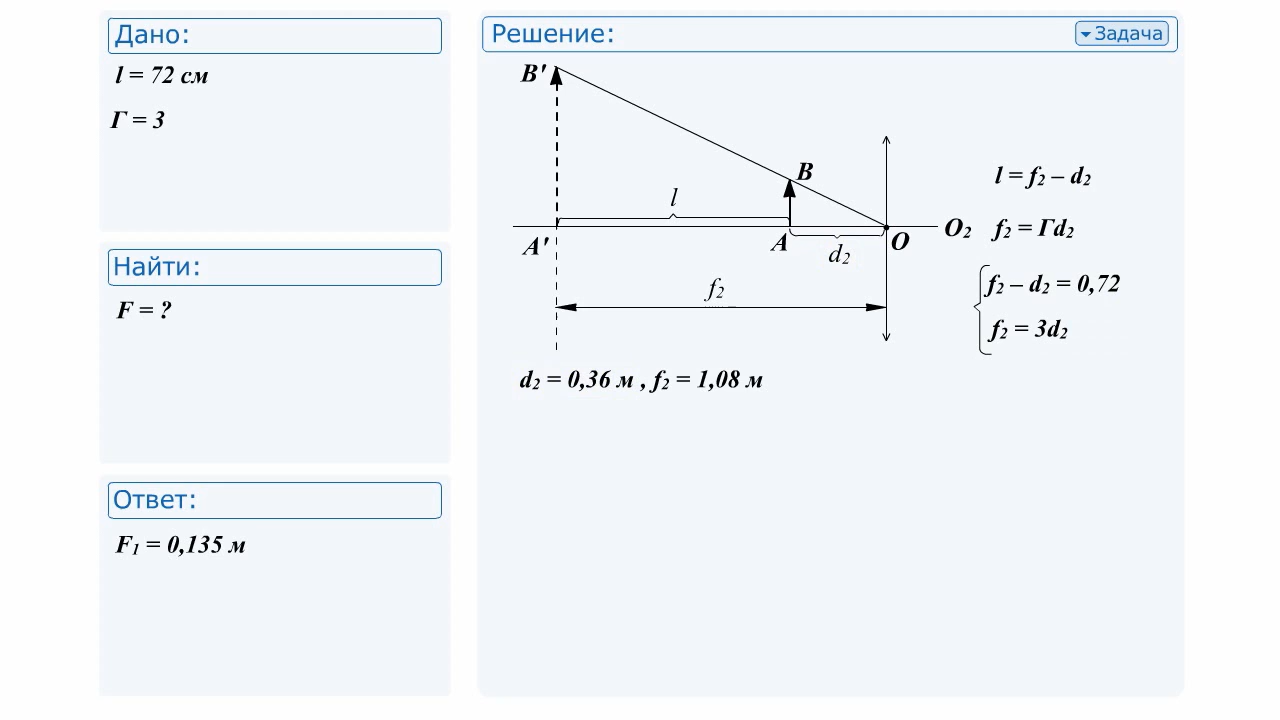 Дано:
l = 72 см
Г = 3
Найти:
F = ?
Ответ:
F₁ = 0,135 м
Решение:
Задача
B'
B
l
A'
A
d₂
O
O₂
f₂
l = f₂ – d₂
f₂ = Гd₂
f₂ – d₂ = 0,72
f₂ = 3d₂
d₂ = 0,36 м , f₂ = 1,08 м